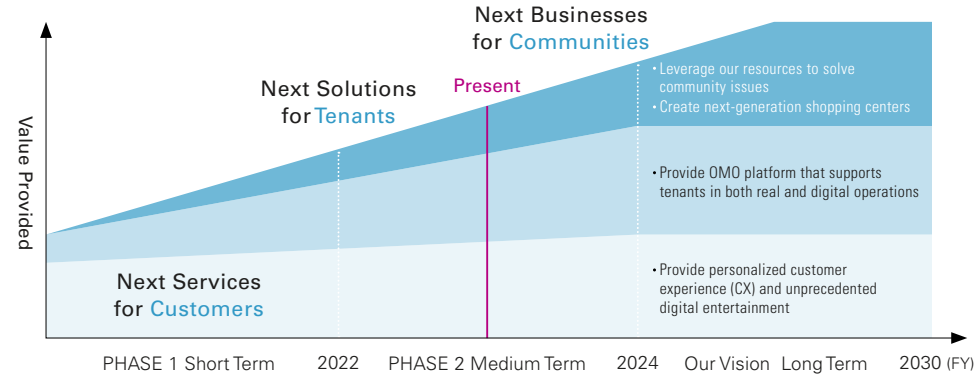 Next Businesses
for Communities
Next Solutions
for Tenants
Present
Value Provided
• Leverage our resources to solve
community issues
• Create next-generation shopping centers
• Provide OMO platform that supports
tenants in both real and digital operations
Next Services
for Customers
• Provide personalized customer
experience (CX) and unprecedented
digital entertainment
PHASE 1 Short Term 2022 PHASE 2 Medium Term 2024 Our Vision Long Term 2030 (FY)